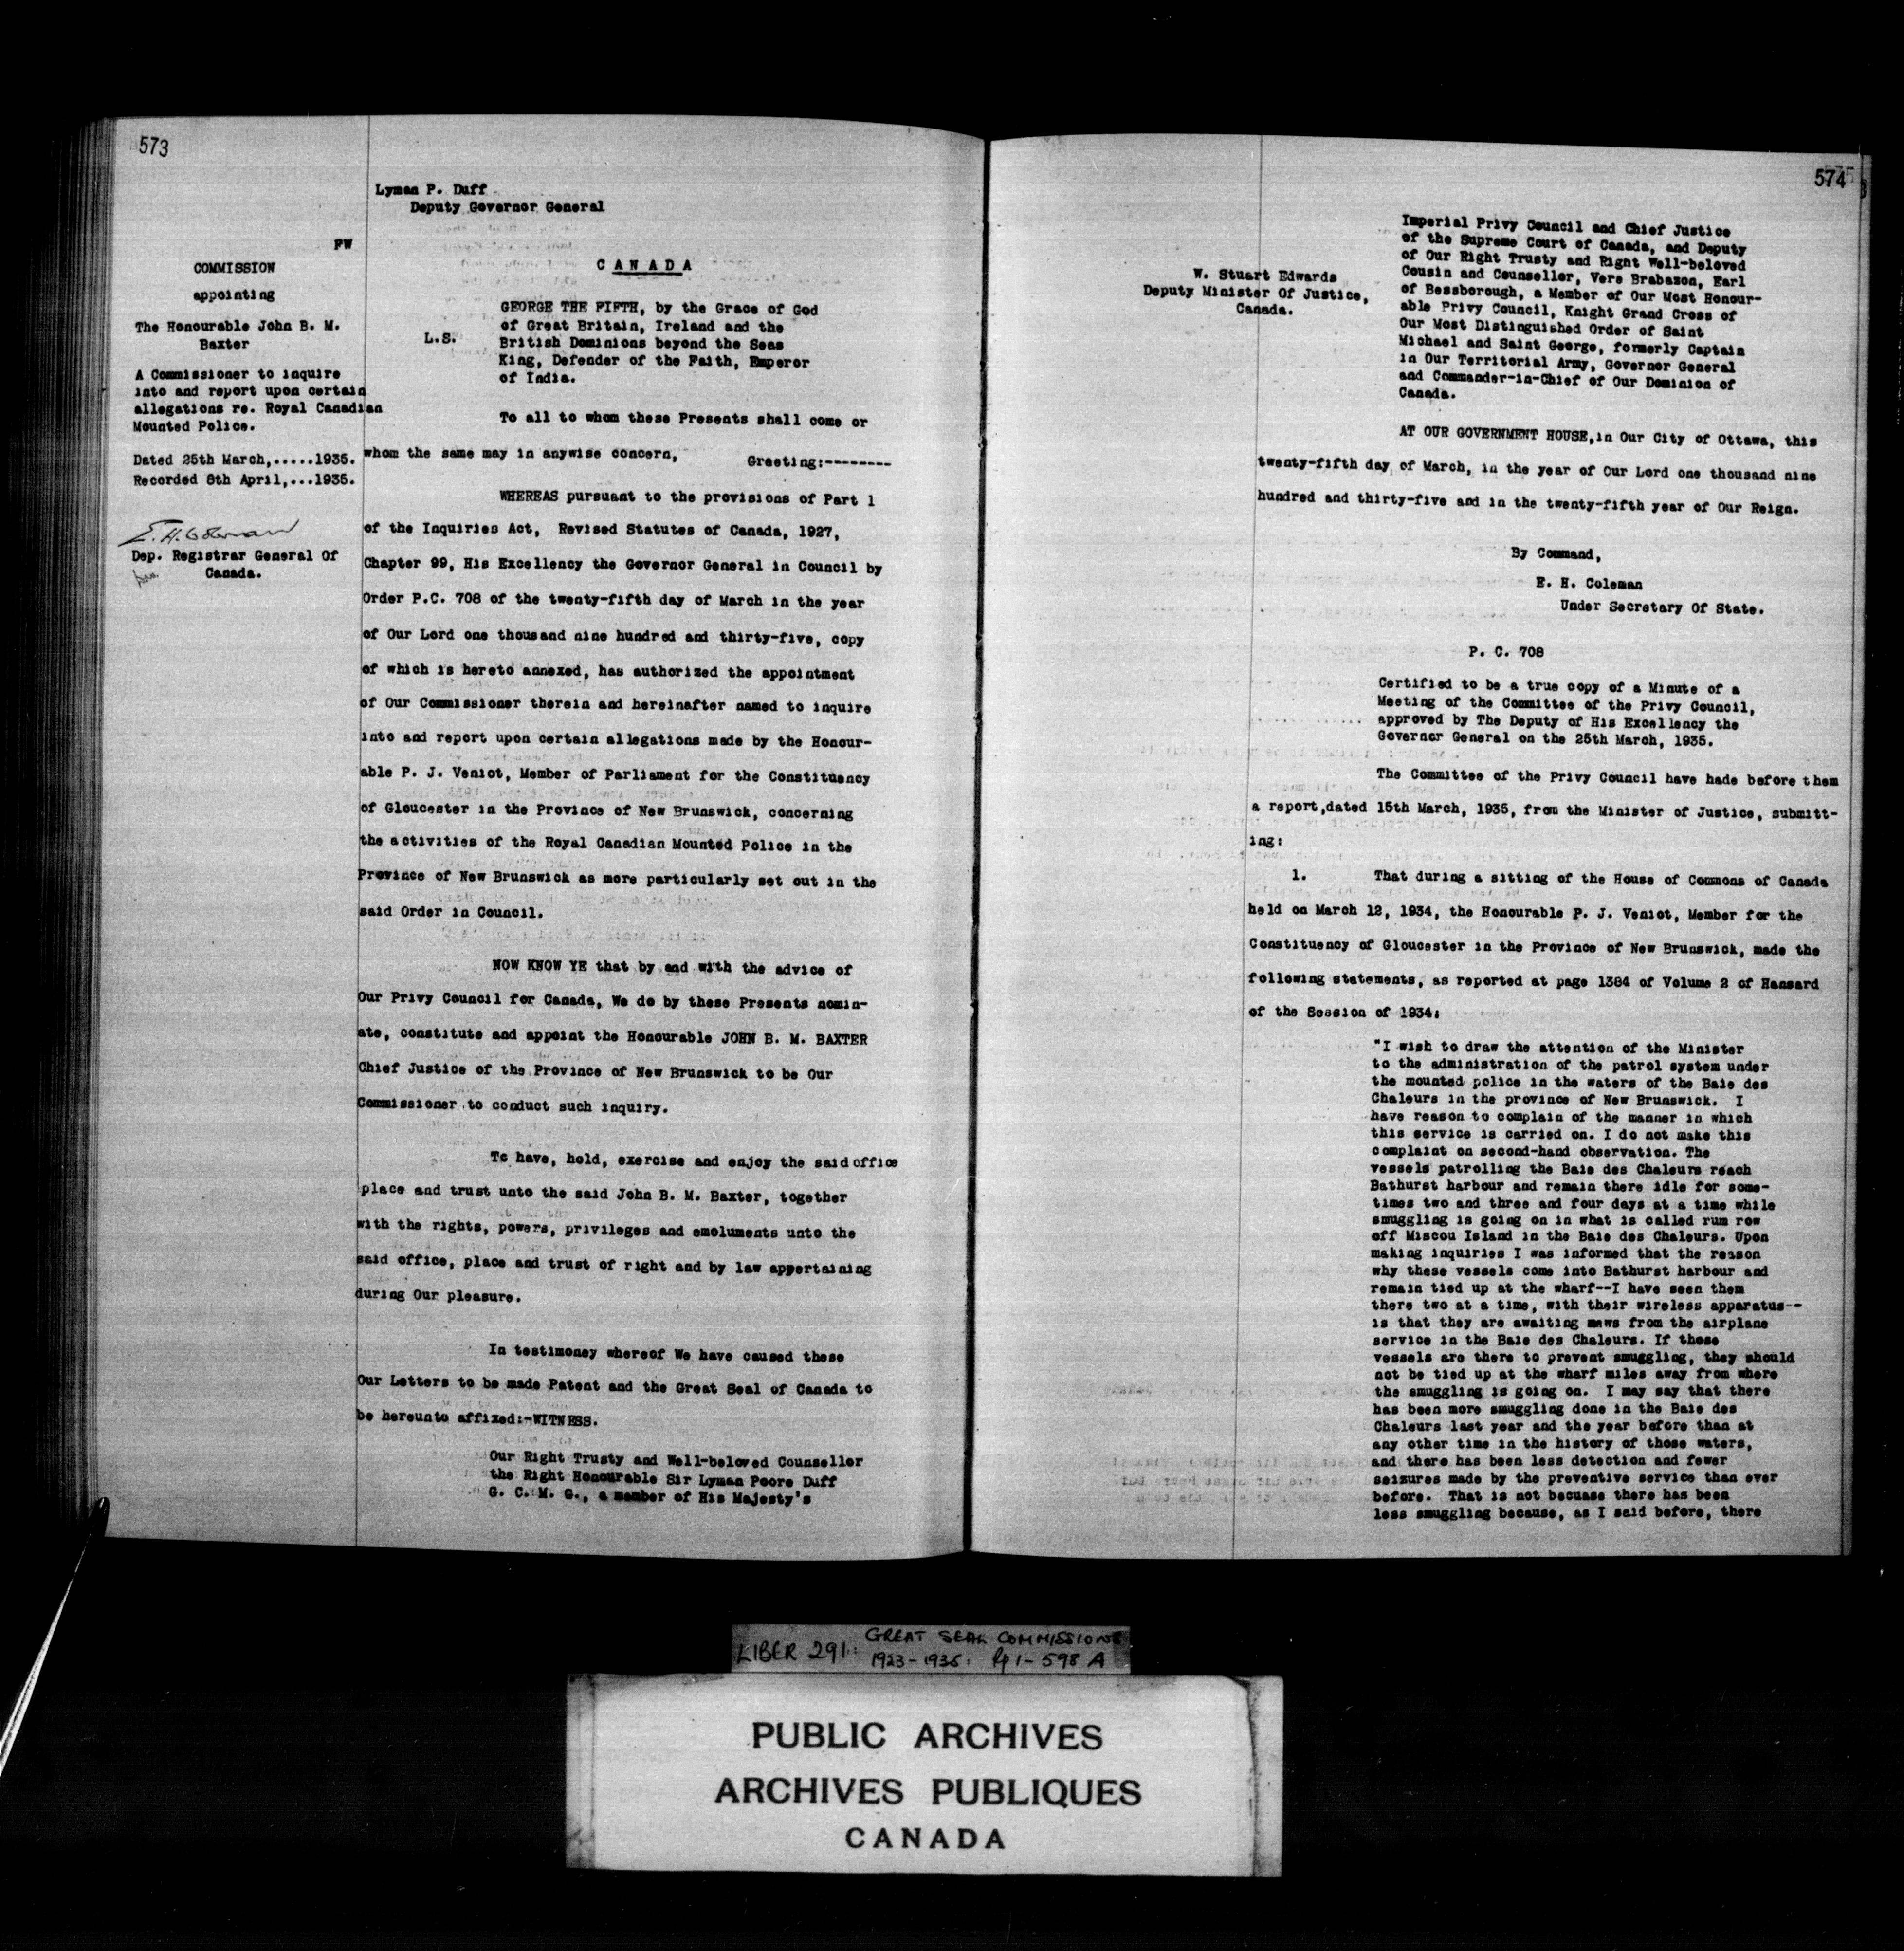 573
Lyman P. Duff
Deputy Governor General
FW
COMMISSION
appointing
The Honourable John B. M.
Baxter
A Commissioner to inquire
into and report upon certain
allegations re. Royal Canadian
Mounted Police.
Dated 25th March,.....1935.
Recorded 8th April,...1935.
E. H. Coleman
Dep. Registrar General Of
Canada.
CANADA
L.S.
GEORGE THE FIFTH, by the Grace of God
of Great Britain, Ireland and the
British Dominions beyond the Seas
King, Defender of the Faith, Emperor
of India.
To all to whom these Presents shall come or
whom the same may in anywise concern,
Greeting:--------
WHEREAS pursuant to the provisions of Part 1
of the Inquiries Act, Revised Statutes of Canada, 1927,
Chapter 99, His Excellency the Governor General in Council by
Order P.C. 708 of the twenty-fifth day of March in the year
of Our Lord one thousand nine hundred and thirty-five, copy
of which is hereto annexed, has authorized the appointment
of Our Commissioner therein and hereinafter named to inquire
into and report upon certain allegations made by the Honour-
able P. J. Veniot, Member of Parliament for the Constituency
of Gloucester in the Province of New Brunswick, concerning
the activities of the Royal Canadian Mounted Police in the
Province of New Brunswick as more particularly set out in the
said Order in Council.
NOW KNOW YE that by and with the advice of
Our Privy Council for Canada, We do by these Presents nomin-
ate, constitute and appoint the Honourable JOHN B. M. BAXTER
Chief Justice of the Province of New Brunswick to be Our
Commissioner to conduct such inquiry.
To have, hold, exercise and enjoy the said office
place and trust unto the said John B. M. Baxter, together
with the rights, powers, privileges and emoluments unto the
said office, place and trust of right and by law appertaining
during Our pleasure.
In testimoney whereof We have caused these
Our Letters to be made Patent and the Great Seal of Canada to
be hereunto affixed:-WITNESS.
Our Right Trusty and Well-beloved Counsellor
the Right Honourable Sir Lyman Poore Duff
G. C. M. G., a member of His Majesty's
574
W. Stuart Edwards
Deputy Minister Of Justice,
Canada.
Imperial Privy Council and Chief Justice
of the Supreme Court of Canada, and Deputy
of Our Right Trusty and Right Well-beloved
Cousin and Counsellor, Vere Brabazon, Earl
of Bessborough, a Member of Our Most Honour-
able Privy Council, Knight Grand Cross of
Our Most Distinguished Order of Saint
Michael and Saint George, formerly Captain
in Our Territorial Army, Governor General
and Commander-in-Chief of Our Dominion of
Canada.
AT OUR GOVERNMENT HOUSE,in Our City of Ottawa, this
twenty-fifth day of March, in the year of Our Lord one thousand nine
hundred and thirty-five and in the twenty-fifth year of Our Reign.
By Command,
E. H. Coleman
Under Secretary Of State.
P. C. 708
Certified to be a true copy of a Minute of a
Meeting of the Committee of the Privy Council,
approved by The Deputy of His Excellency the
Governor General on the 25th March, 1935.
The Committee of the Privy Council have hade before them
a report,dated 15th March, 1935, from the Minister of Justice, submitt-
ing:
1. That during a sitting of the House of Commons of Canada
held on March 12, 1934, the Honourable P. J. Veniot, Member for the
Constituency of Gloucester in the Province of New Brunswick, made the
following statements, as reported at page 1384 of Volume 2 of Hansard
of the Session of 1934:
"I wish to draw the attention of the Minister
to the administration of the patrol system under
the mounted police in the waters of the Baie des
Chaleurs in the province of New Brunswick. I
have reason to complain of the manner in which
this service is carried on. I do not make this
complaint on second-hand observation. The
vessels patrolling the Baie des Chaleurs reach
Bathurst harbour and remain there idle for some-
times two and three and four days at a time while
smuggling is going on in what is called rum row
off Miscou Island in the Baie des Chaleurs. Upon
making inquiries I was informed that the reason
why these vessels come into Bathurst harbour and
remain tied up at the wharf--I have seen them
there two at a time, with their wireless apparatus--
is that they are awaiting news from the airplane
service in the Baie des Chaleurs. If those
vessels are there to prevent smuggling, they should
not be tied up at the wharf miles away from where
the smuggling is going on. I may say that there
has been more smuggling done in the Baie des
Chaleurs last year and the year before than at
any other time in the history of those waters,
and there has been less detection and fewer
seizures made by the preventive service than ever
before. That is not becuase there has been
less smuggling because, as I said before, there
LIBER 291: GREAT SEAL COMMISSIONS
1923-1935. Pp 1-598 A
PUBLIC ARCHIVES
ARCHIVES PUBLIQUES
CANADA